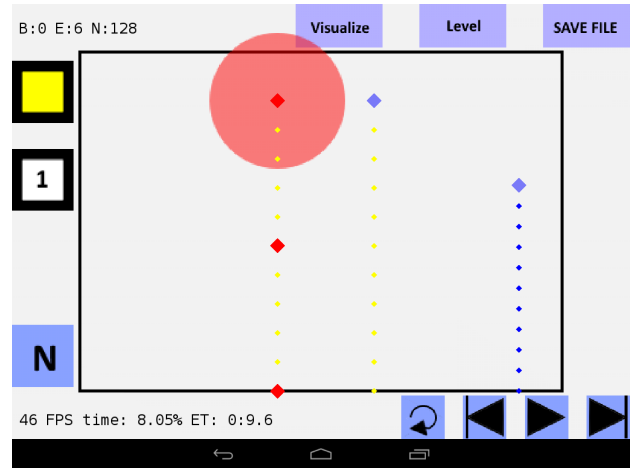 B:0 E:6 N:128
Visualize
Level
SAVE FILE
1
N
46 FPS time: 8.05% ET: 0:9.6